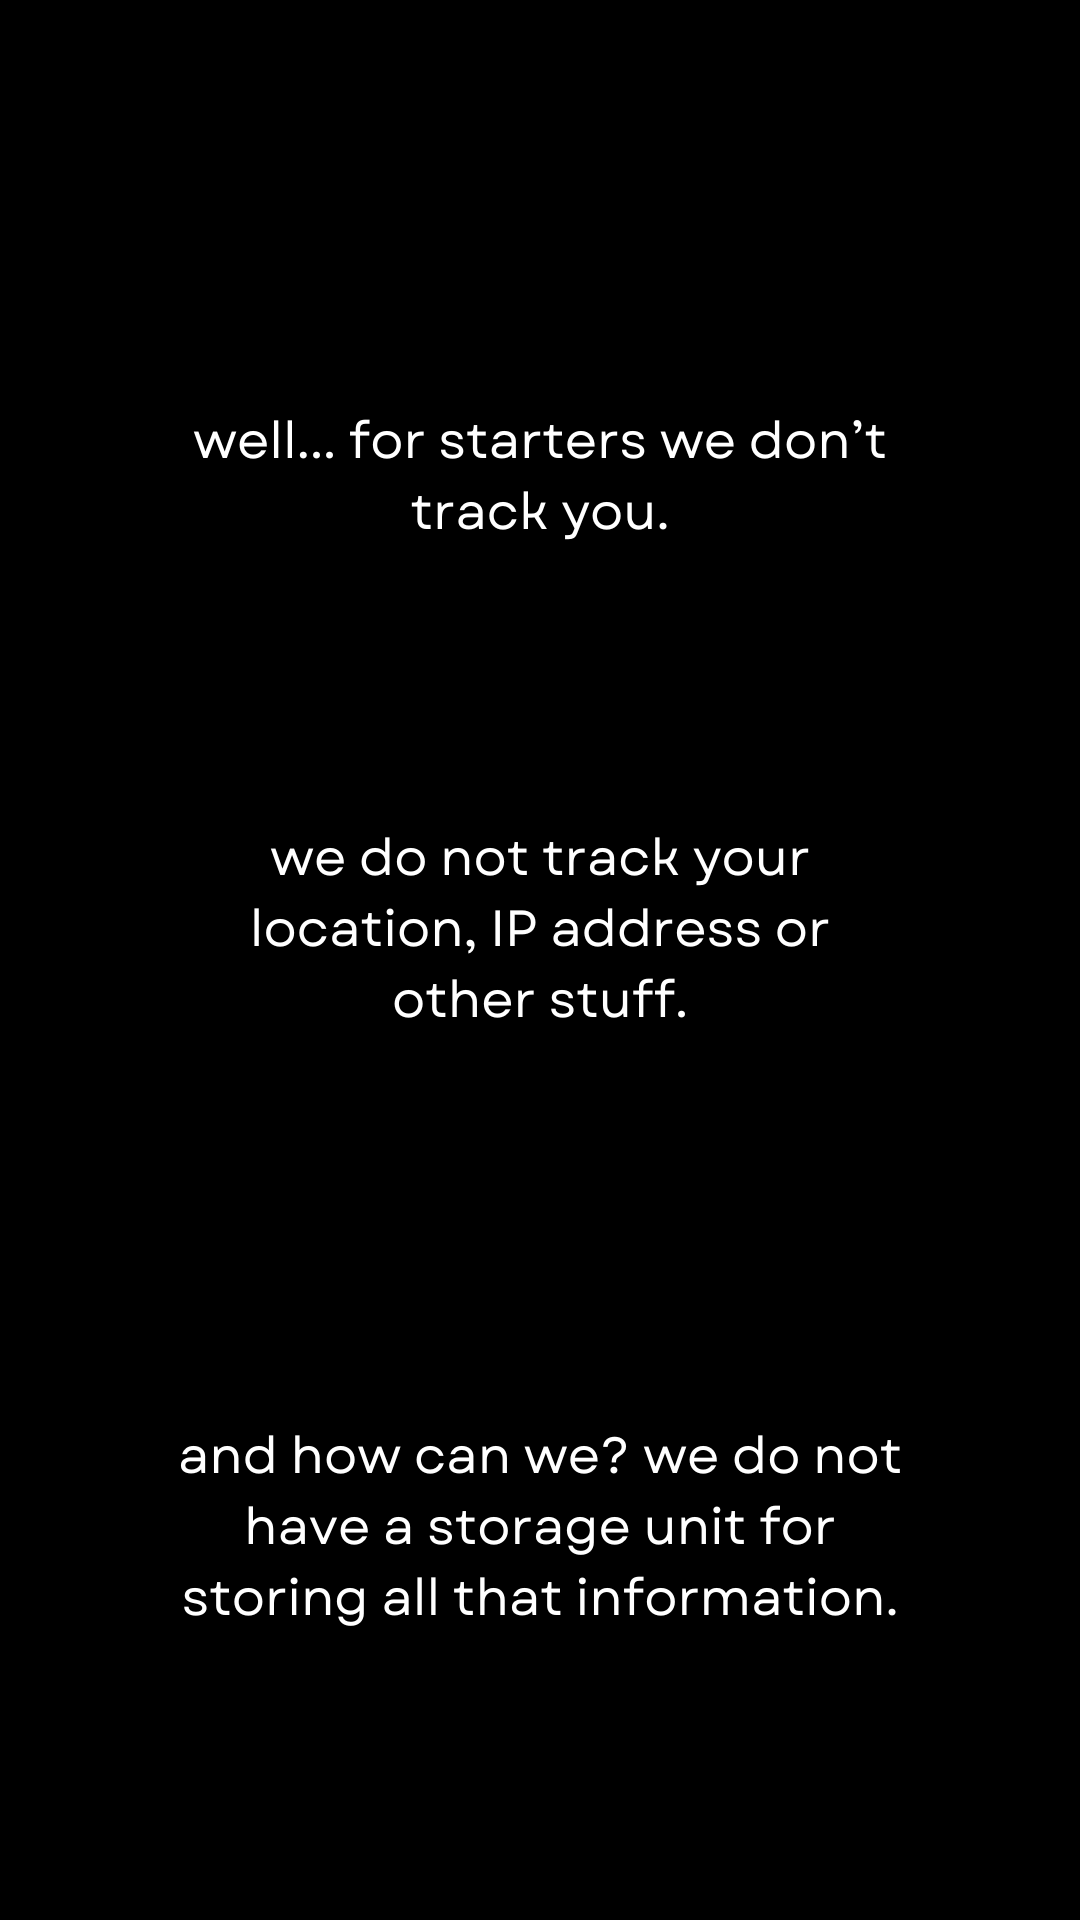 well... for starters we don’t
track you.
we do not track your
location, IP address or
other stuff.
and how can we? we do not
have a storage unit for
storing all that information.